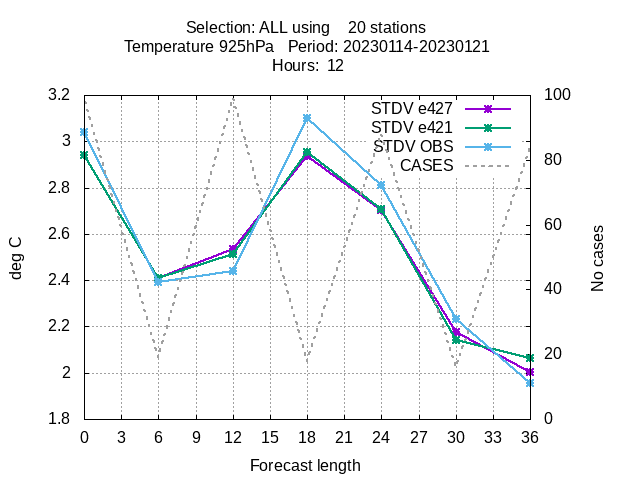 Selection: ALL using    20 stations
Temperature 925hPa   Period: 20230114-20230121
Hours:  12
STDV e427
STDV e421
STDV OBS
CASES
3.2
3
2.8
2.6
2.4
2.2
2
1.8
100
80
60
40
20
0
deg C
No cases
0 3 6 9 12 15 18 21 24 27 30 33 36
Forecast length